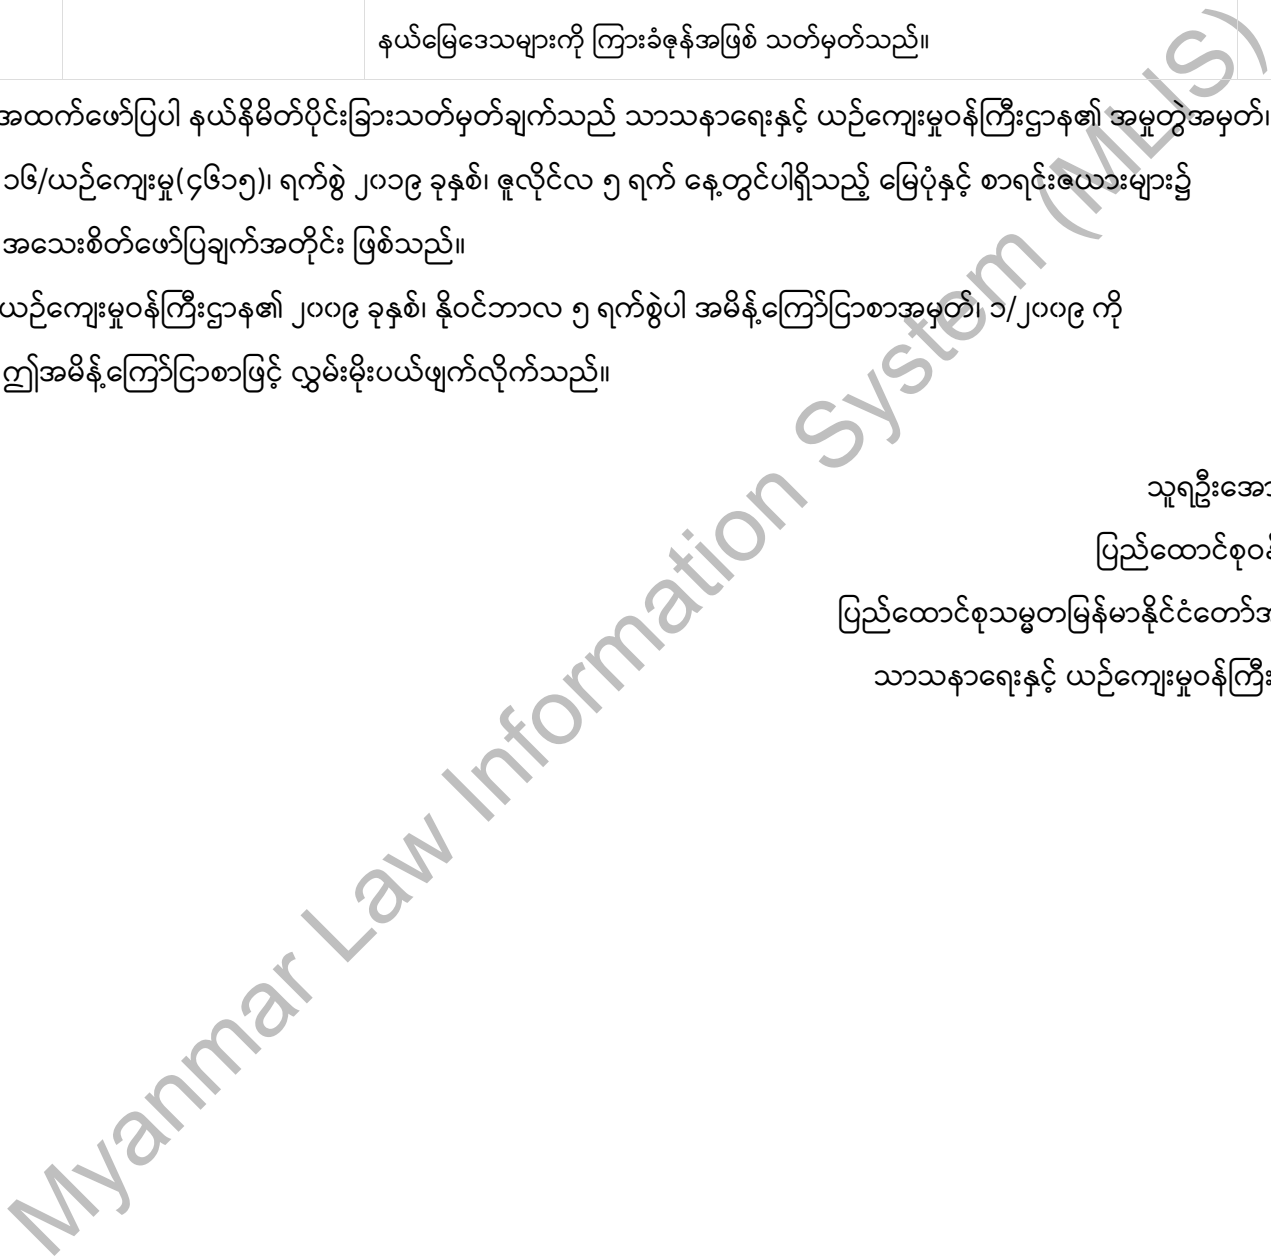 နယ်မြေဒေသများကို ကြားခံဇုန်အဖြစ် သတ်မှတ်သည်။
အထက်ဖော်ပြပါ နယ်နိမိတ်ပိုင်းခြားသတ်မှတ်ချက်သည် သာသနာရေးနှင့် ယဉ်ကျေးမှုဝန်ကြီးဌာန၏ အမှုတွဲအမှတ်၊
၁၆/ယဉ်ကျေးမှု(၄၆၁၅)၊ ရက်စွဲ ၂၀၁၉ ခုနှစ်၊ ဇူလိုင်လ ၅ ရက် နေ့တွင်ပါရှိသည့် မြေပုံနှင့် စာရင်းဇယားများ၌
အသေးစိတ်ဖော်ပြချက်အတိုင်း ဖြစ်သည်။
ယဉ်ကျေးမှုဝန်ကြီးဌာန၏ ၂၀၀၉ ခုနှစ်၊ နိုဝင်ဘာလ ၅ ရက်စွဲပါ အမိန့်ကြော်ငြာစာအမှတ်၊ ၁/၂၀၀၉ ကို
ဤအမိန့်ကြော်ငြာစာဖြင့် လွှမ်းမိုးပယ်ဖျက်လိုက်သည်။
သူရဦးအော
ပြည်ထောင်စုဝန်
ပြည်ထောင်စုသမ္မတမြန်မာနိုင်ငံတော်အ
သာသနာရေးနှင့် ယဉ်ကျေးမှုဝန်ကြီး
Myanmar Law Information System (MLIS)